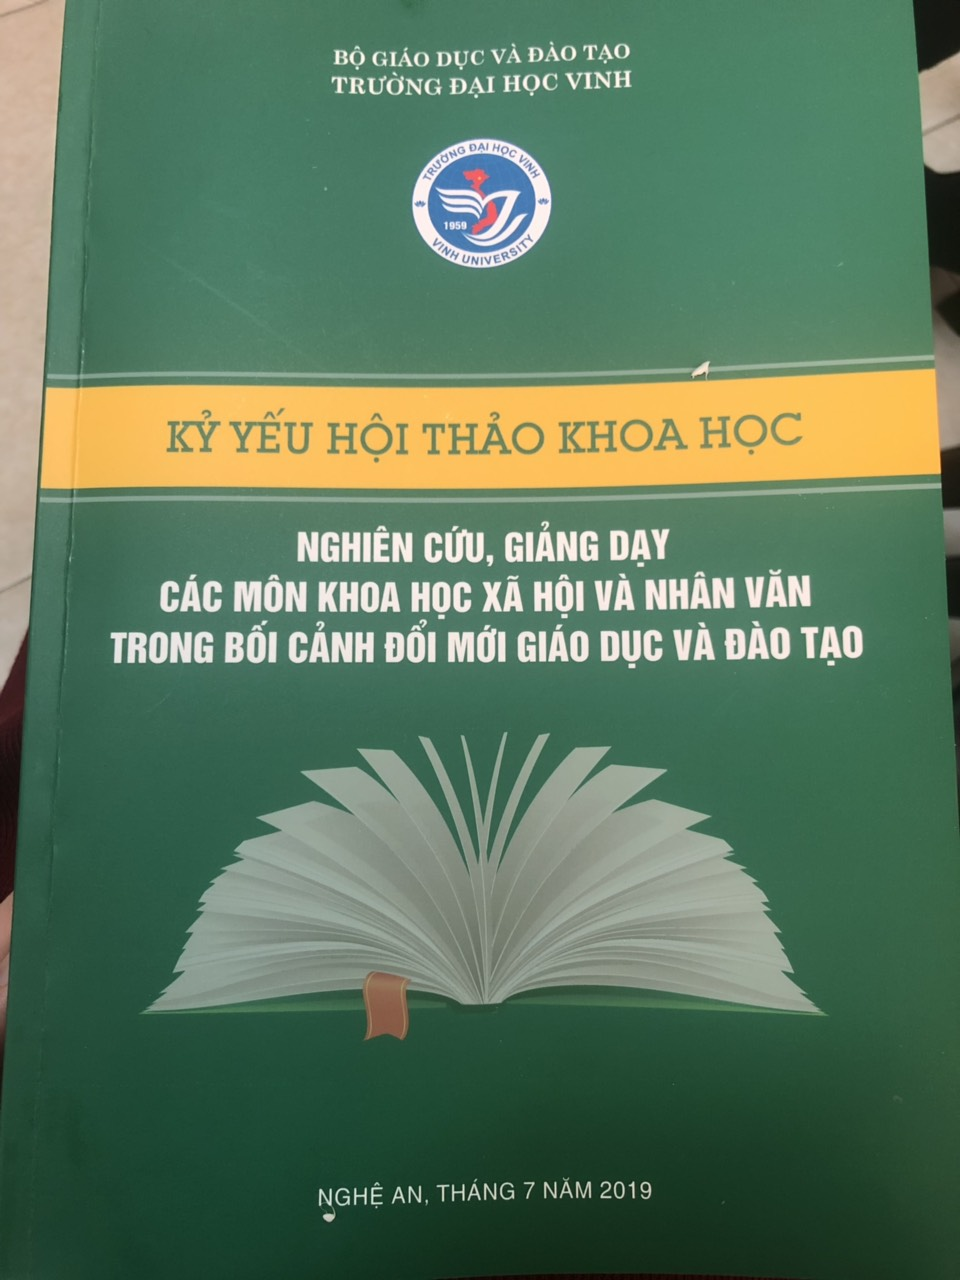 BỘ GIÁO DỤC VÀ ĐÀO TẠO
TRƯỜNG ĐẠI HỌC VINH
TRƯỜNG ĐẠI HỌC VINH
1959
VINH UNIVERSITY
KỶ YẾU HỘI THẢO KHOA HỌC
NGHIÊN CỨU, GIẢNG DẠY
CÁC MÔN KHOA HỌC XÃ HỘI VÀ NHÂN VĂN
TRONG BỐI CẢNH ĐỔI MỚI GIÁO DỤC VÀ ĐÀO TẠO
NGHỆ AN, THÁNG 7 NĂM 2019